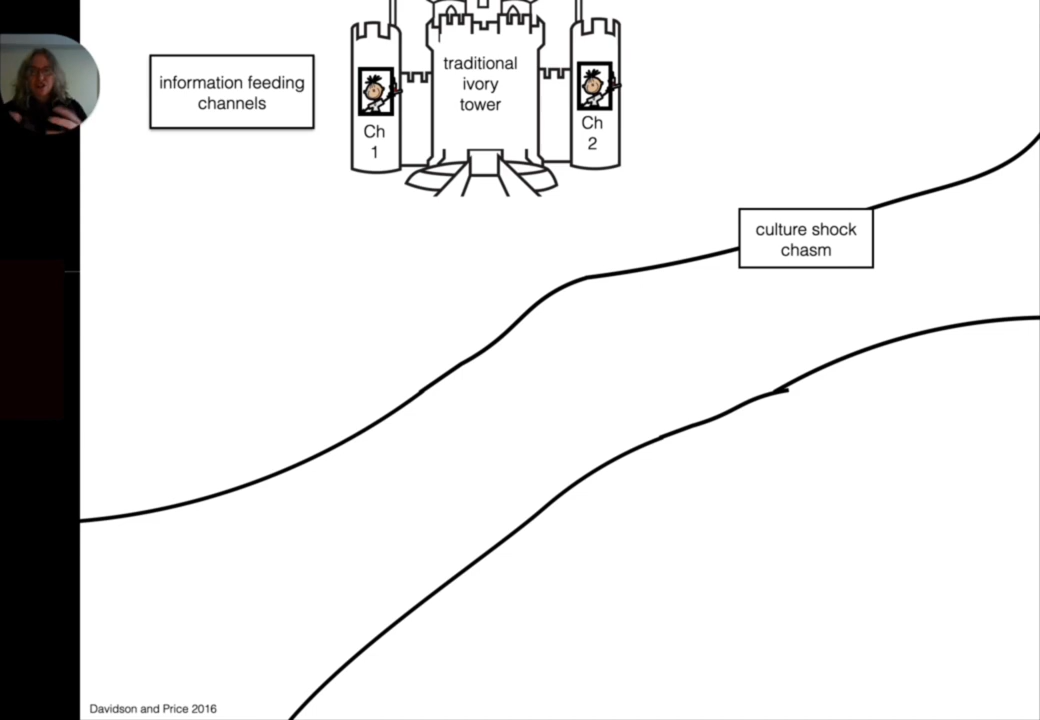 information feeding
channels
traditional
ivory
tower
Ch
1
Ch
2
culture shock
chasm
Davidson and Price 2016